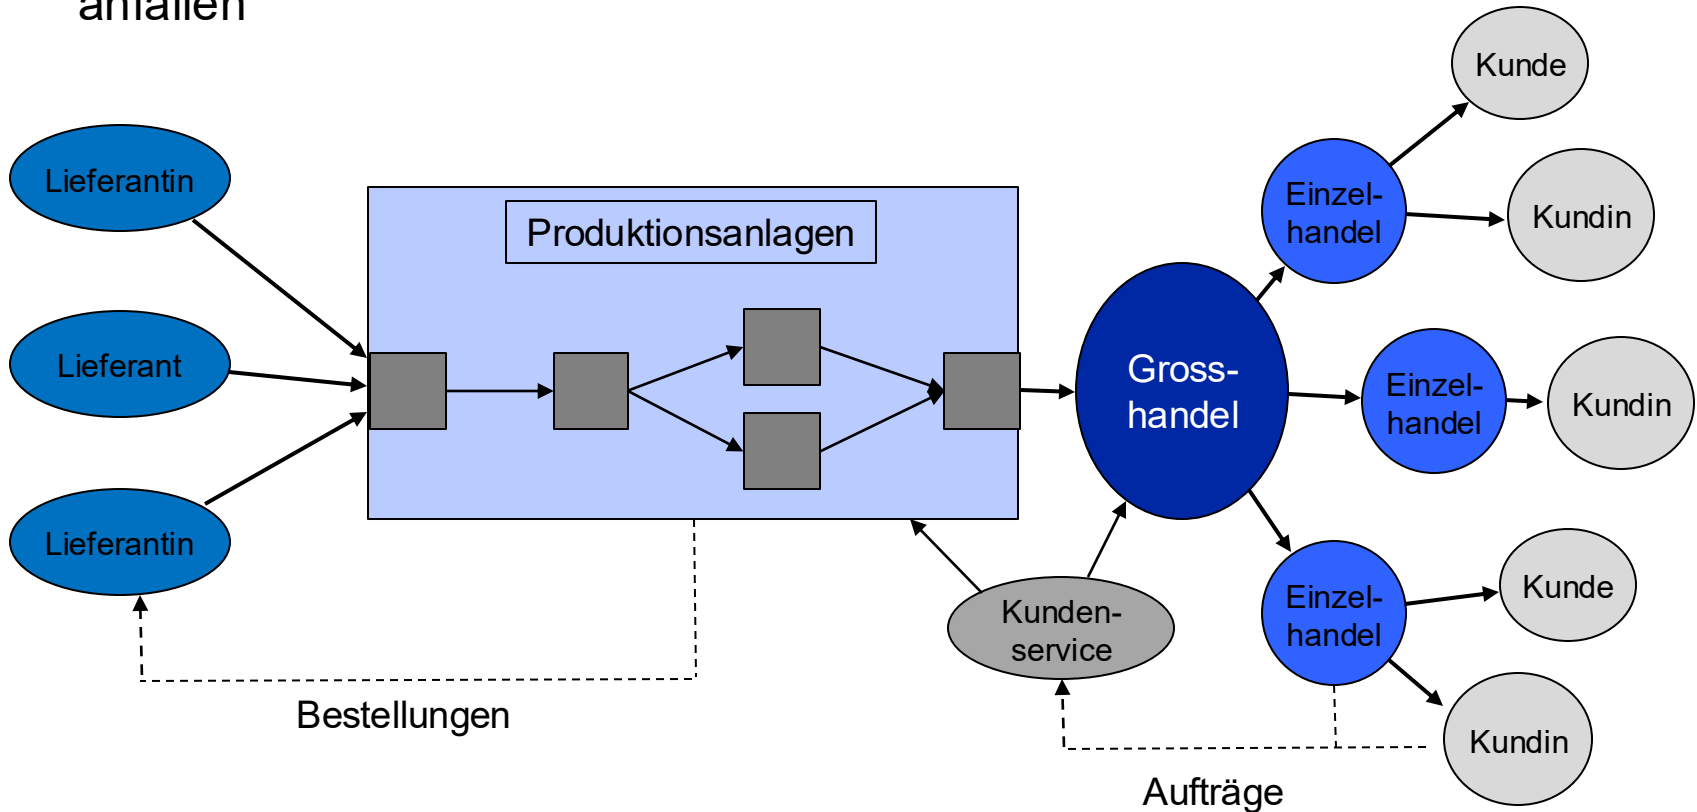 anfallen
Kunde
Lieferantin
Einzel-
handel
Kundin
Produktionsanlagen
Lieferant
Gross-
handel
Einzel-
handel
Kundin
Lieferantin
Kunden-
service
Einzel-
handel
Kunde
Bestellungen
Kundin
Aufträge